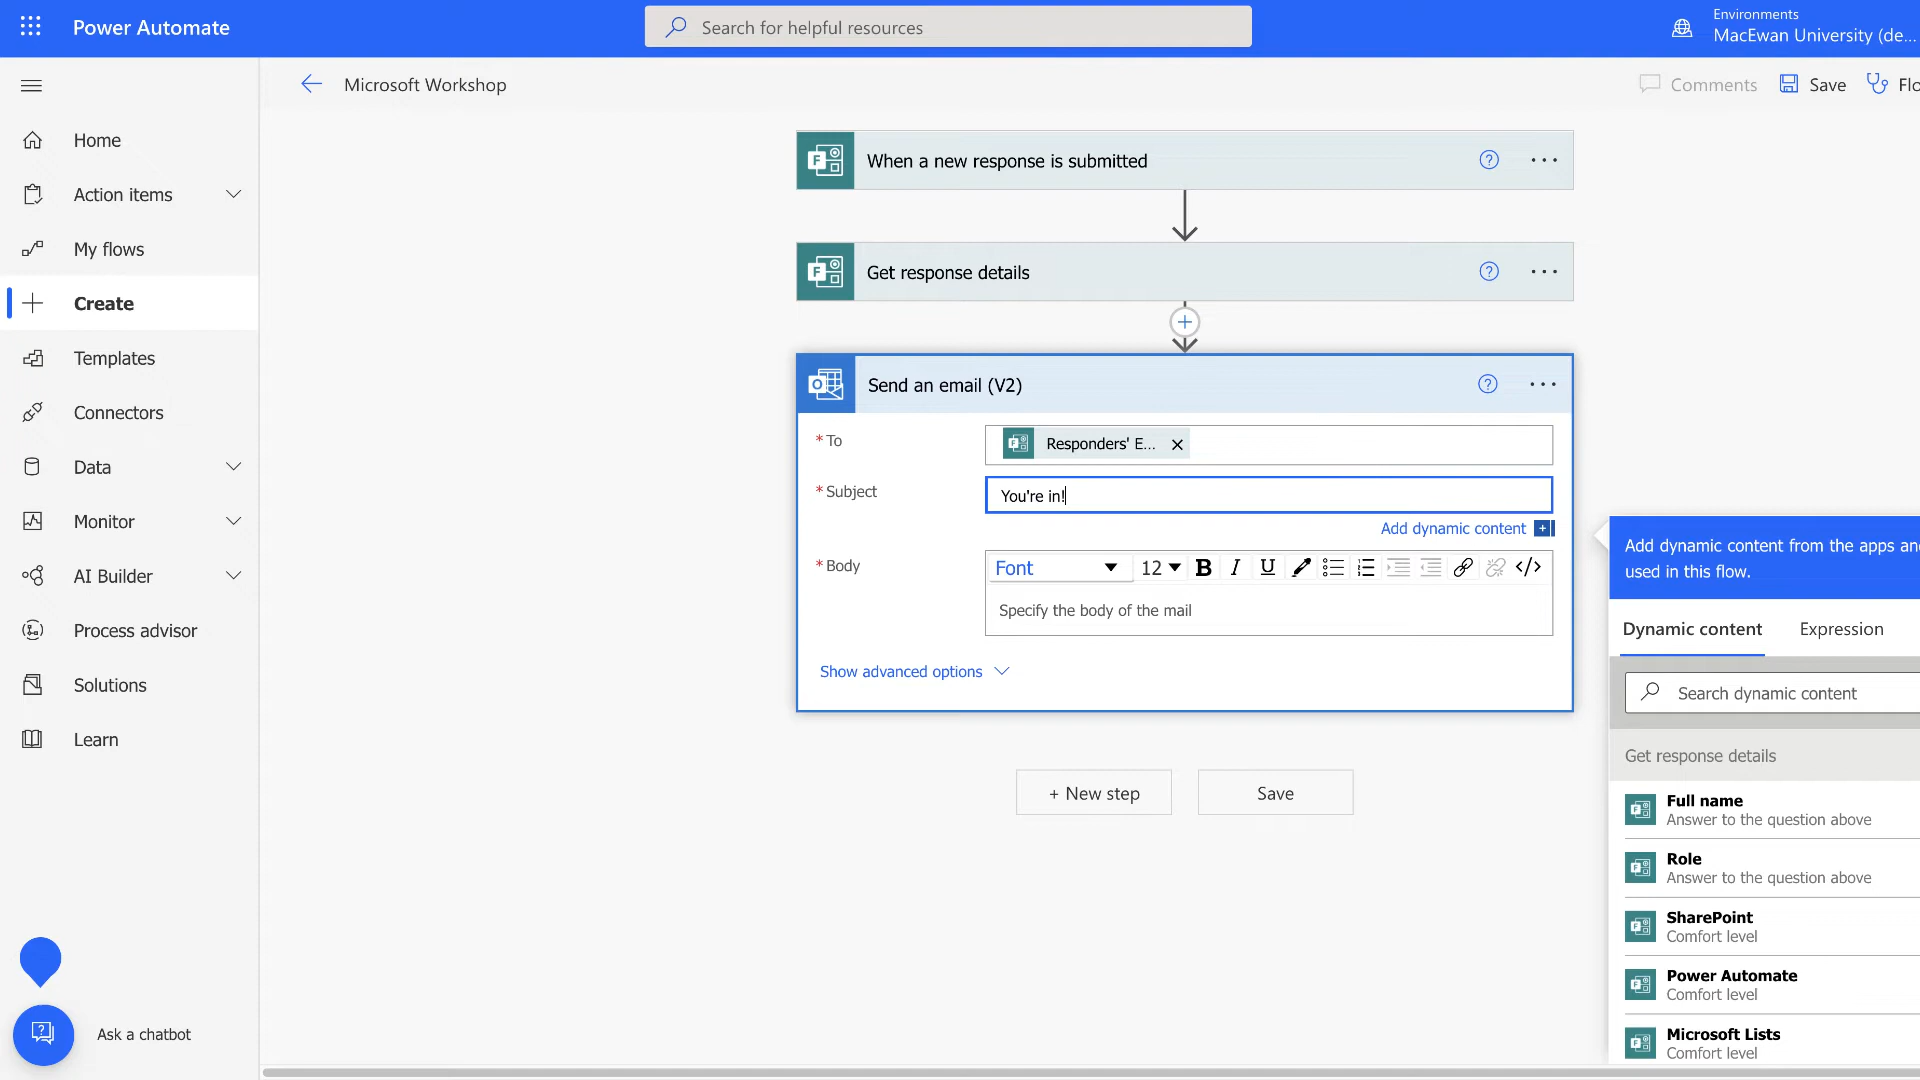 Power Automate
Search for helpful resources
Environments
MacEwan University (de...
Microsoft Workshop
Comments
Save
Flo
Home
Action items
My flows
Create
Templates
Connectors
Data
Monitor
AI Builder
Process advisor
Solutions
Learn
Ask a chatbot
When a new response is submitted
Get response details
Send an email (V2)
* To
Responders' E...
* Subject
You're in!
Add dynamic content
* Body
Font
12
Specify the body of the mail
Show advanced options
+ New step
Save
Add dynamic content from the apps and
used in this flow.
Dynamic content
Expression
Search dynamic content
Get response details
Full name
Answer to the question above
Role
Answer to the question above
SharePoint
Comfort level
Power Automate
Comfort level
Microsoft Lists
Comfort level